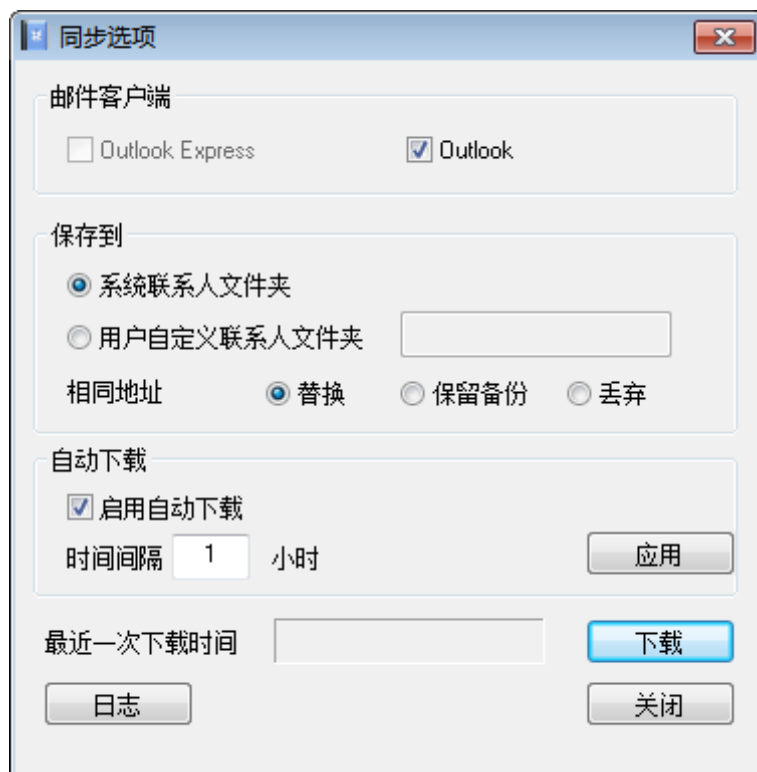 同步选项
邮件客户端
Outlook Express Outlook
保存到
系统联系人文件夹
用户自定义联系人文件夹
相同地址 替换 保留备份 丢弃
自动下载
启用自动下载
时间间隔 1 小时 应用
最近一次下载时间 下载
日志 关闭